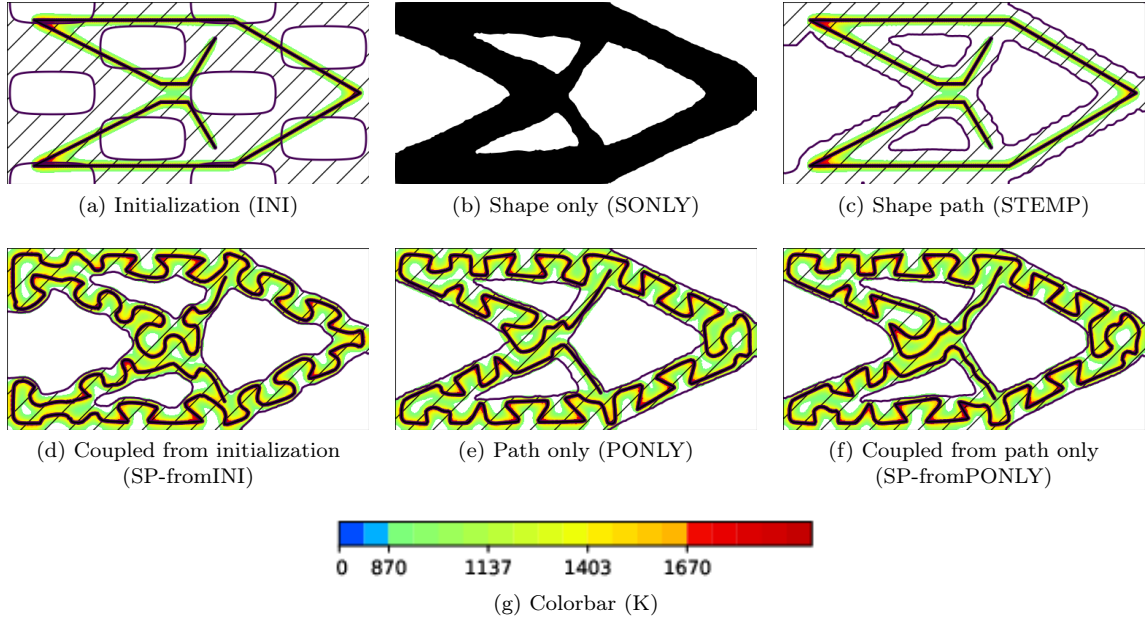 (a) Initialization (INI)
(b) Shape only (SONLY)
(c) Shape path (STEMP)
(d) Coupled from initialization
(SP-fromINI)
(e) Path only (PONLY)
(f) Coupled from path only
(SP-fromPONLY)
0 870 1137 1403 1670
(g) Colorbar (K)